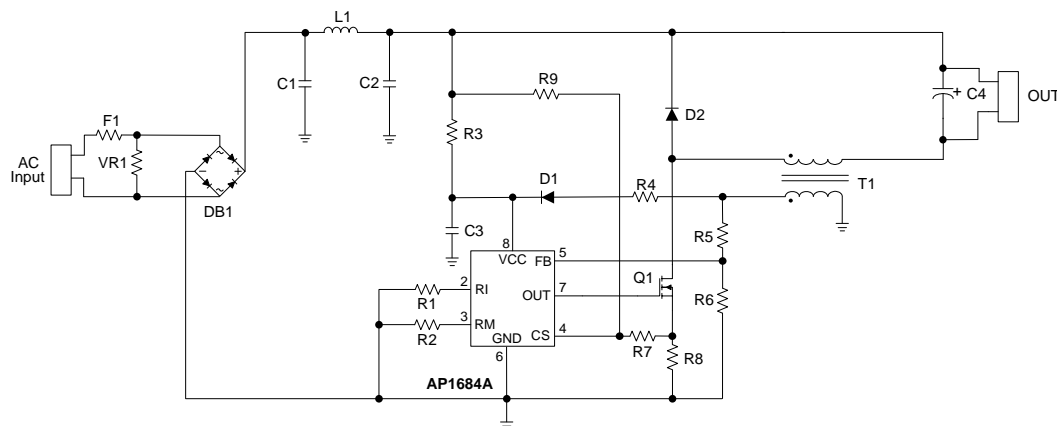 L1
C1
C2
R9
R3
D2
+ C4
OUT
F1
VR1
AC
Input
DB1
− ~ ~ +
D1
R4
T1
C3
R5
8
VCC
FB 5
Q1
R6
R1
2 RI
OUT 7
R2
3 RM
GND
CS 4
R7
R8
6
AP1684A